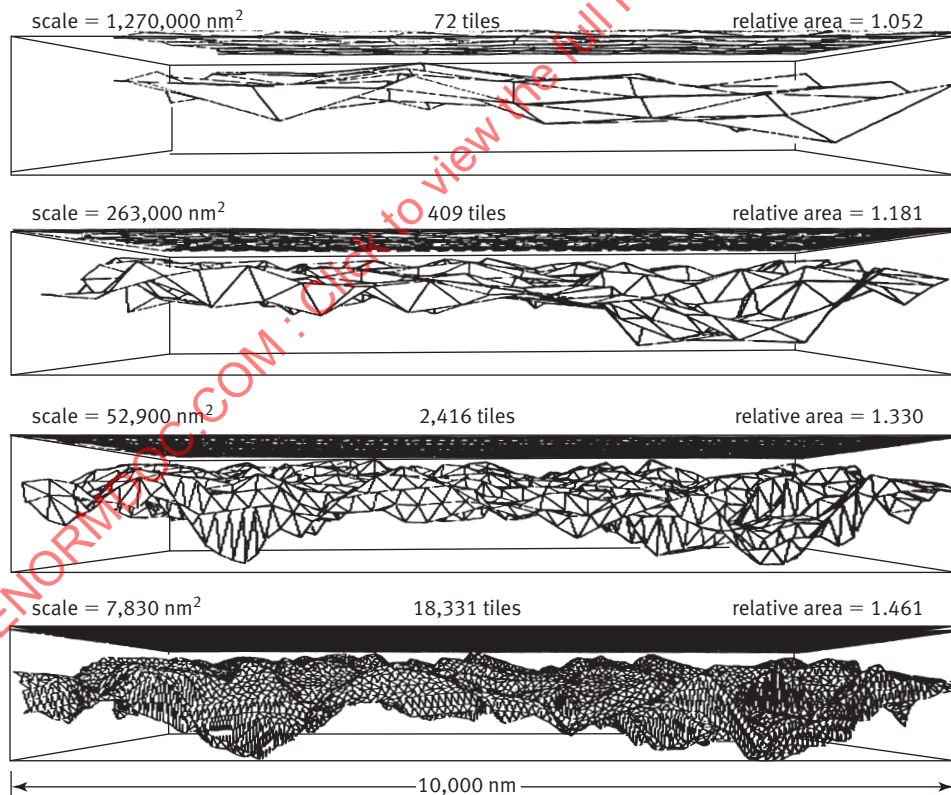 scale = 1,270,000 nm² 72 tiles relative area = 1.052
scale = 263,000 nm² 409 tiles relative area = 1.181
scale = 52,900 nm² 2,416 tiles relative area = 1.330
scale = 7,830 nm² 18,331 tiles relative area = 1.461
10,000 nm
ENORMDOC.COM : Click to view the full